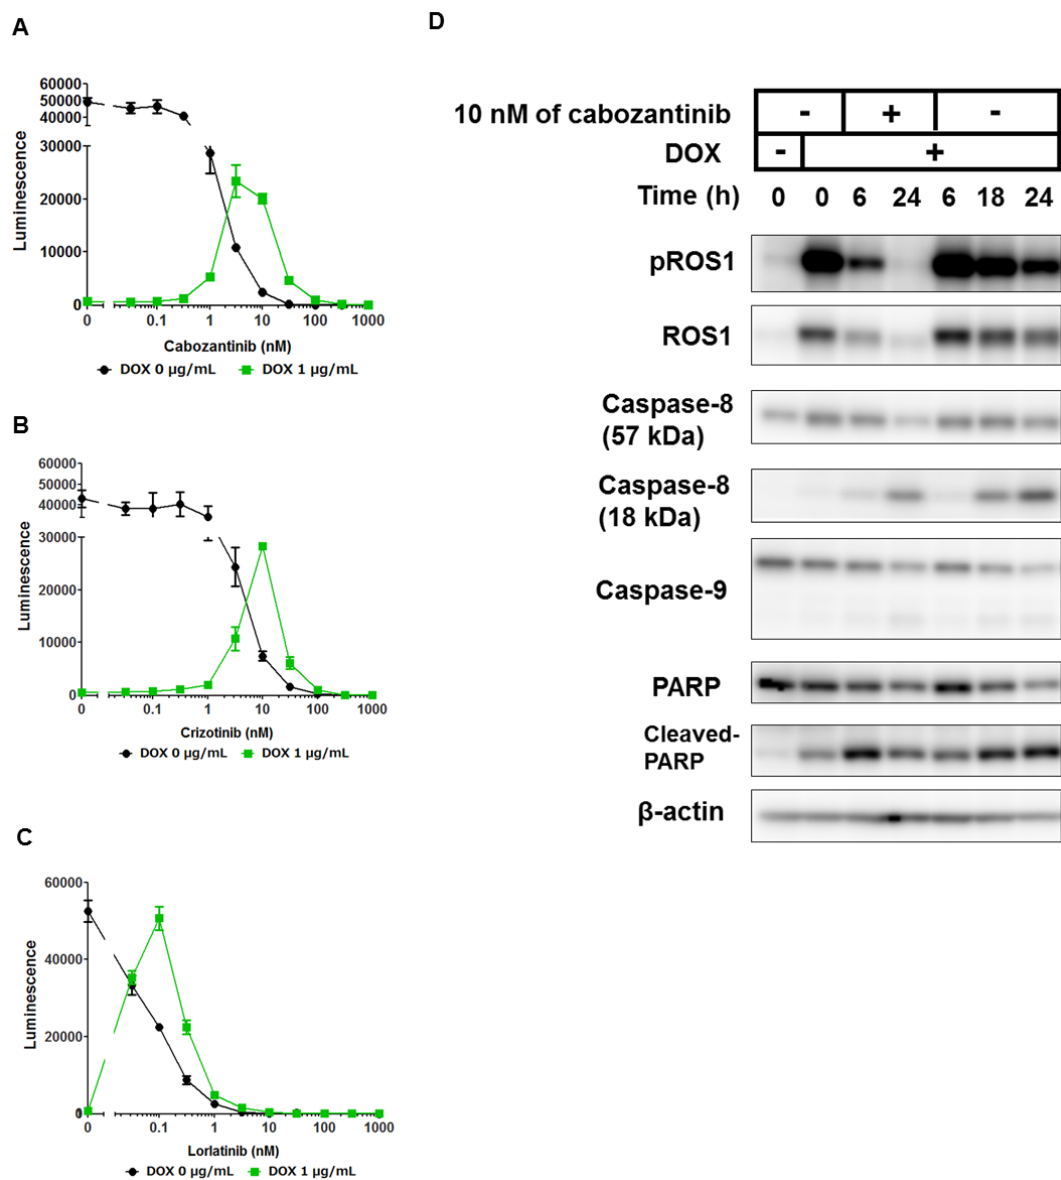 A
60000
50000
40000
30000
20000
10000
0
Luminescence
0 0.1 1 10 100 1000
Cabozantinib (nM)
DOX 0 µg/mL DOX 1 µg/mL
B
60000
50000
40000
30000
20000
10000
0
Luminescence
0 0.1 1 10 100 1000
Crizotinib (nM)
DOX 0 µg/mL DOX 1 µg/mL
C
60000
40000
20000
0
Luminescence
0 0.1 1 10 100 1000
Lorlatinib (nM)
DOX 0 µg/mL DOX 1 µg/mL
D
10 nM of cabozantinib - + -
DOX - +
Time (h) 0 0 6 24 6 18 24
pROS1
ROS1
Caspase-8
(57 kDa)
Caspase-8
(18 kDa)
Caspase-9
PARP
Cleaved-
PARP
β-actin